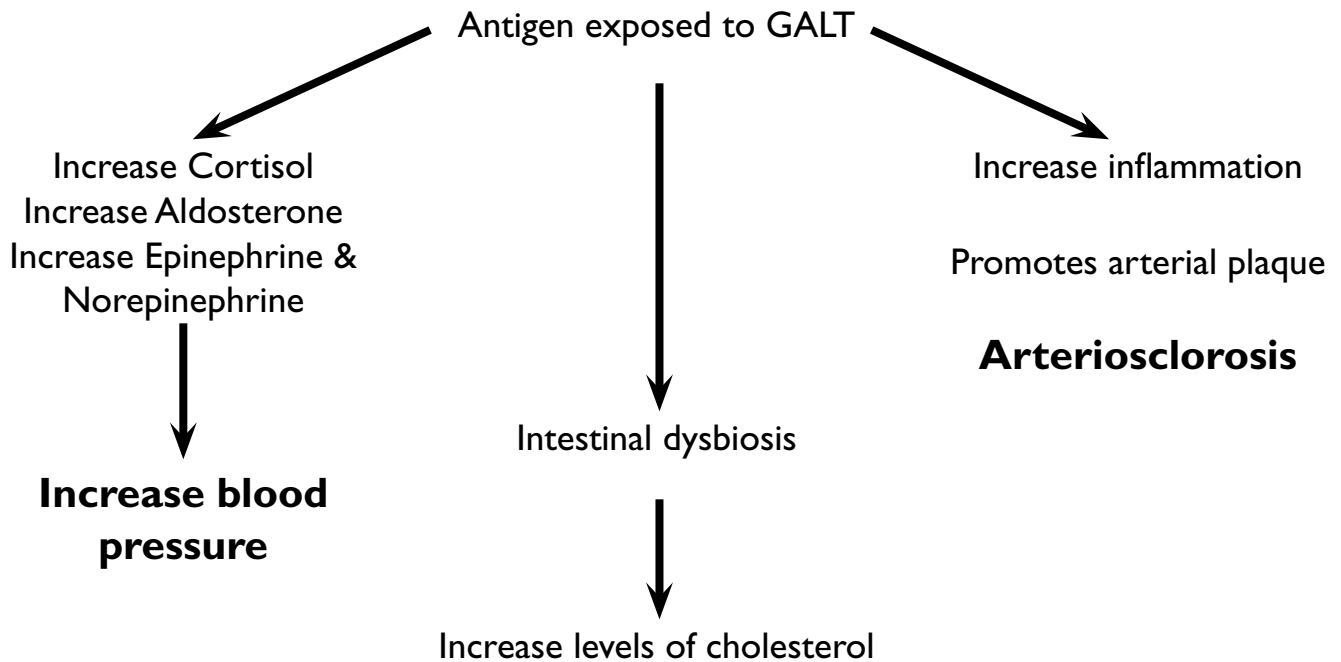 Antigen exposed to GALT
Increase Cortisol
Increase Aldosterone
Increase Epinephrine &
Norepinephrine
Increase blood
pressure
Intestinal dysbiosis
Increase levels of cholesterol
Increase inflammation
Promotes arterial plaque
Arteriosclorosis